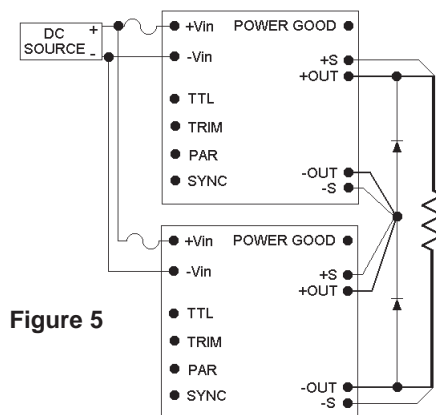 DC
SOURCE
+
-
+Vin
-Vin
TTL
TRIM
PAR
SYNC
POWER GOOD
+S
+OUT
-OUT
-S
+Vin
-Vin
TTL
TRIM
PAR
SYNC
POWER GOOD
+S
+OUT
-OUT
-S
Figure 5